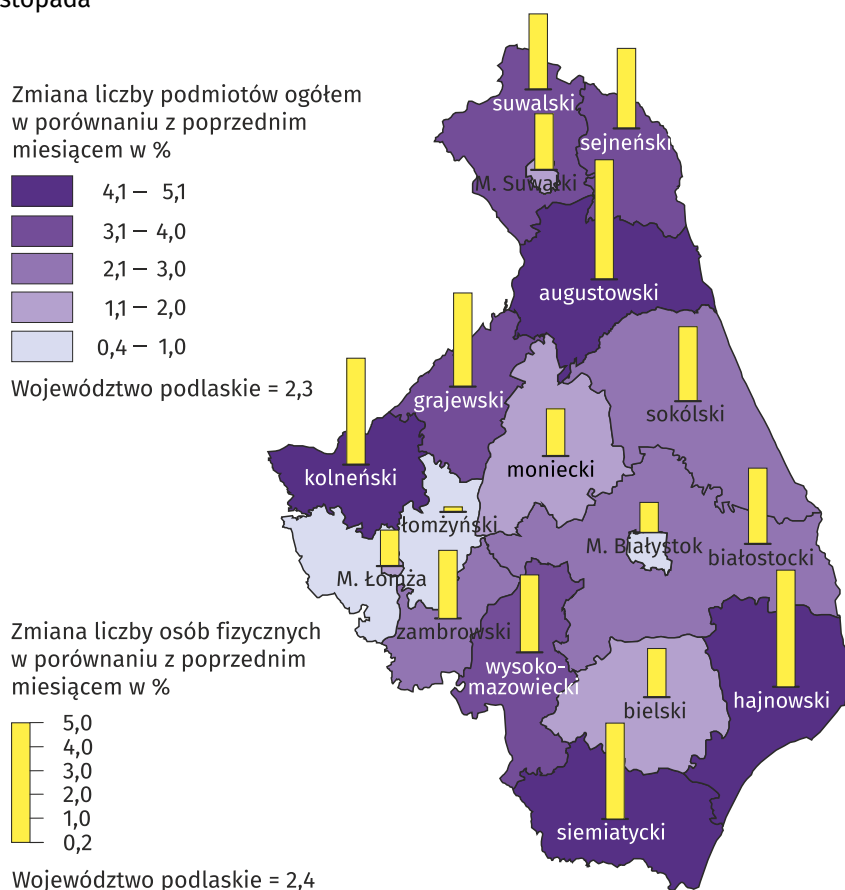 stopada
Zmiana liczby podmiotów ogółem
w porównaniu z poprzednim
miesiącem w %
4,1 – 5,1
3,1 – 4,0
2,1 – 3,0
1,1 – 2,0
0,4 – 1,0
Województwo podlaskie = 2,3
suwalski
sejneński
M. Suwałki
augustowski
grajewski
sokólski
kolneński
moniecki
łomżyński
M. Białystok
białostocki
M. Łomża
zambrowski
wysoko-
mazowiecki
hajnowski
bielski
siemiatycki
Zmiana liczby osób fizycznych
w porównaniu z poprzednim
miesiącem w %
5,0
4,0
3,0
2,0
1,0
0,2
Województwo podlaskie = 2,4